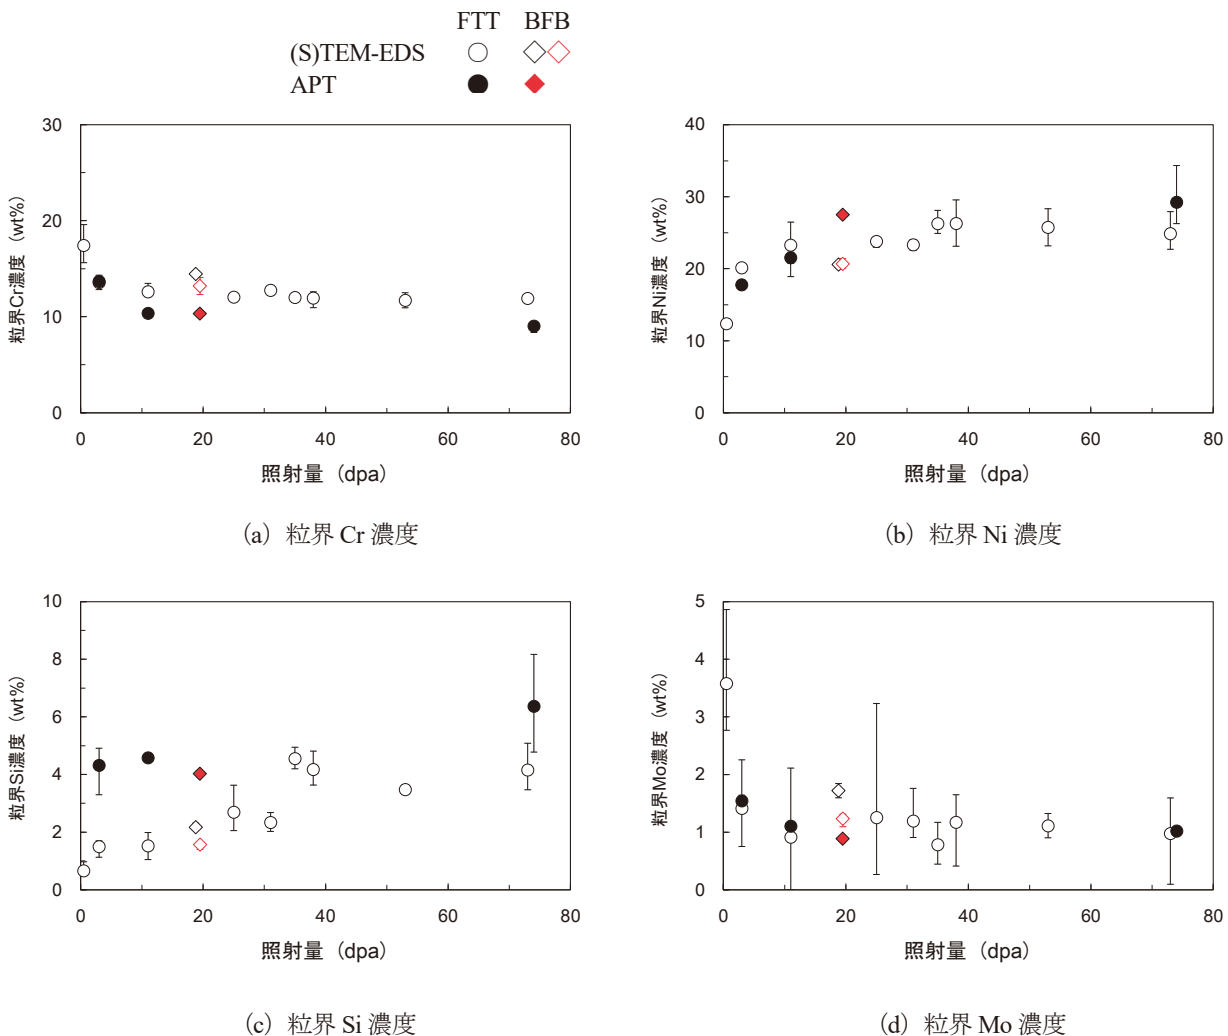 FTT BFB
(S)TEM-EDS
APT
30
20
10
0
0 20 40 60 80
粒界Cr濃度 (wt%)
照射量 (dpa)
(a) 粒界 Cr 濃度
40
30
20
10
0
0 20 40 60 80
粒界Ni濃度 (wt%)
照射量 (dpa)
(b) 粒界 Ni 濃度
10
8
6
4
2
0
0 20 40 60 80
粒界Si濃度 (wt%)
照射量 (dpa)
(c) 粒界 Si 濃度
5
4
3
2
1
0
0 20 40 60 80
粒界Mo濃度 (wt%)
照射量 (dpa)
(d) 粒界 Mo 濃度